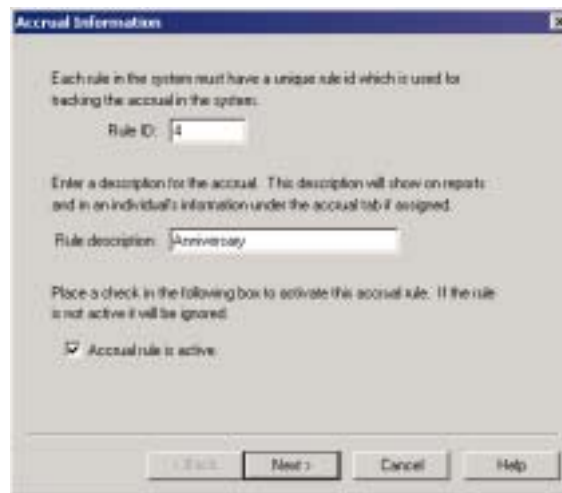 Accrual Information
Each rule in the system must have a unique rule id which is used for
tracking the accrual in the system.
Rule ID: 4
Enter a description for the accrual. This description will show on reports
and in an individual's information under the accrual tab if assigned.
Rule description: Anniversary
Place a check in the following box to activate this accrual rule. If the rule
is not active it will be ignored.
Accrual rule is active
< Back Next > Cancel Help